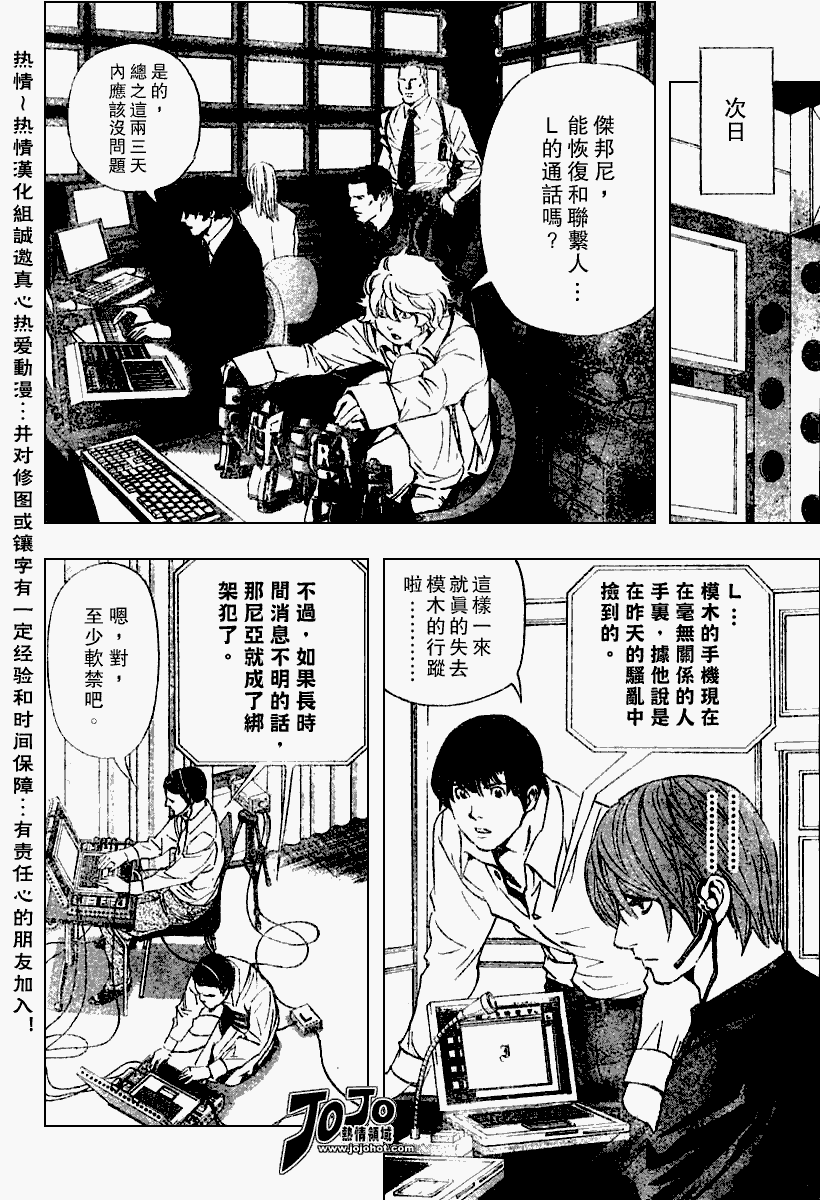 次日
傑邦尼，
能恢復和聯繫人…
L的通話嗎？
是的，
總之這兩三天
內應該沒問題
L…
模木的手機現在
在毫無關係的人
手裏，據他說是
在昨天的騷亂中
撿到的。
這樣一來
就眞的失去
模木的行蹤
啦…………
不過，如果長時
間消息不明的話，
那尼亞就成了綁
架犯了。
嗯，對，
至少軟禁吧。
热情～热情漢化組誠邀真心热爱動漫…并对修图或镶字有一定经验和时间保障…有责任心的朋友加入！
JOJO
熱情領域
www.jojohot.com